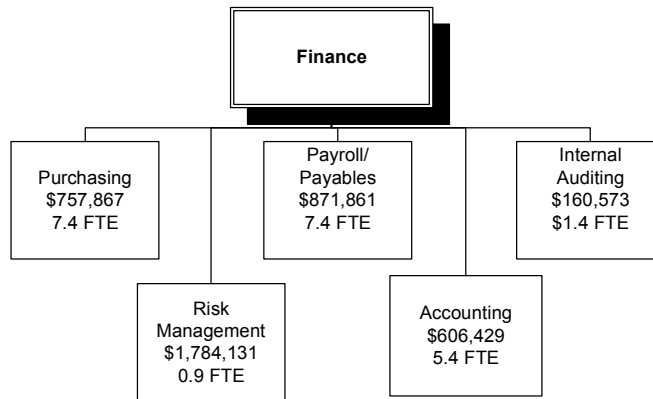 Finance
Purchasing
$757,867
7.4 FTE
Payroll/
Payables
$871,861
7.4 FTE
Internal
Auditing
$160,573
$1.4 FTE
Risk
Management
$1,784,131
0.9 FTE
Accounting
$606,429
5.4 FTE